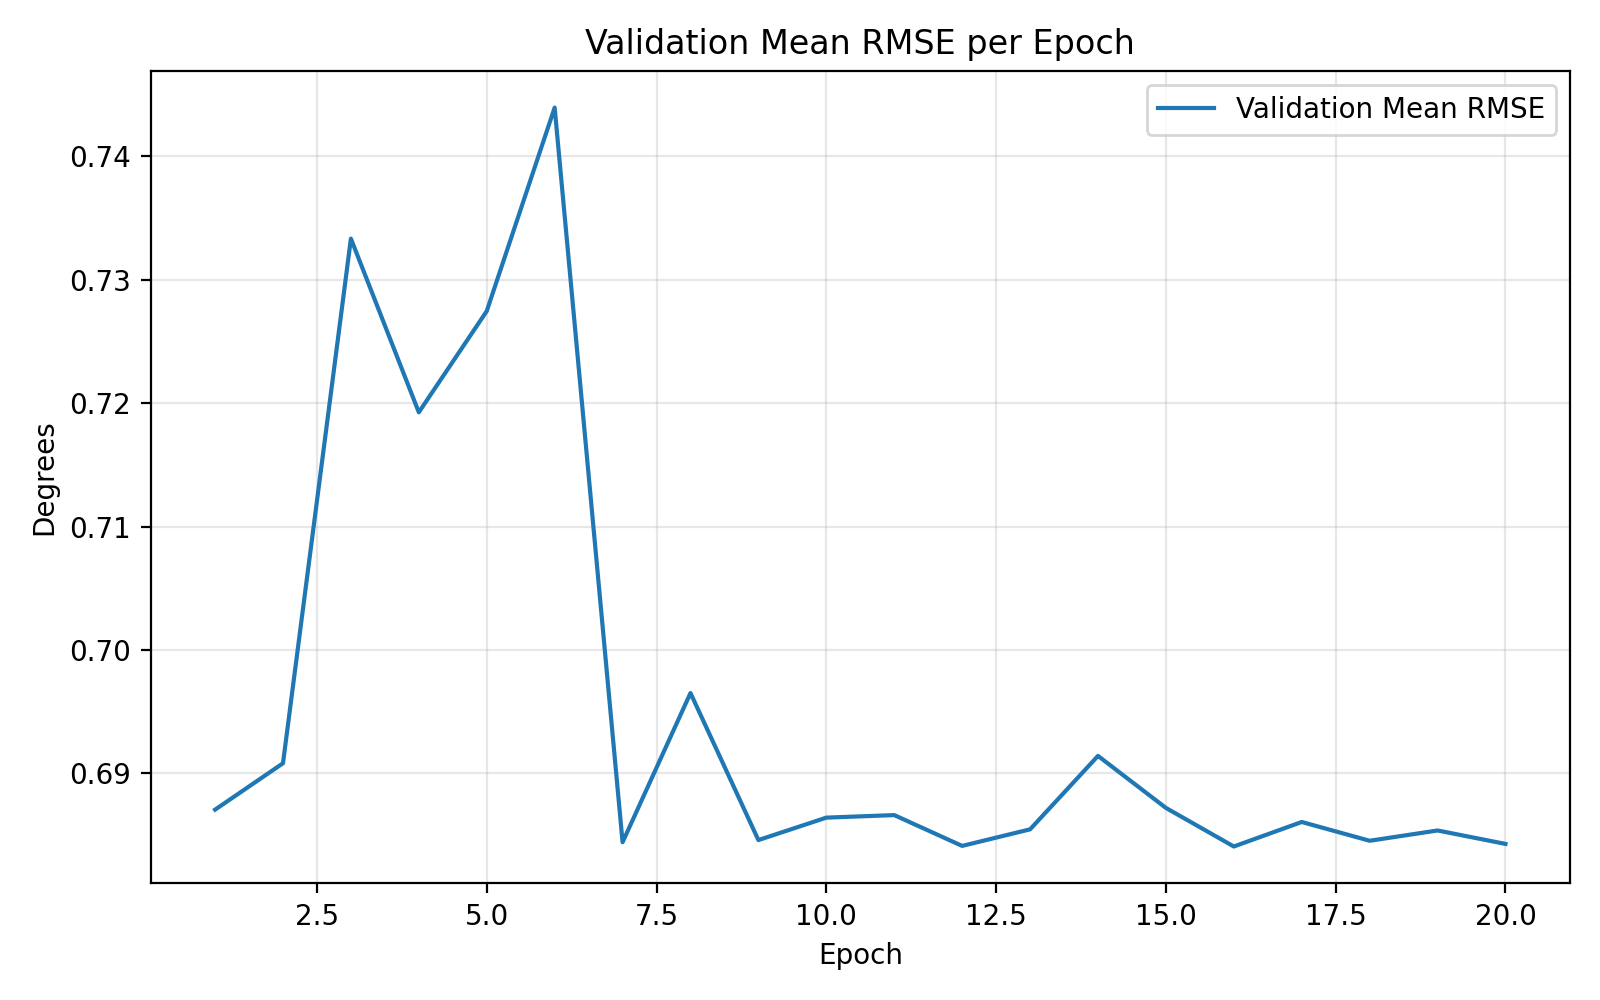 Validation Mean RMSE per Epoch
Validation Mean RMSE
0.74
0.73
0.72
0.71
0.70
0.69
Degrees
2.5 5.0 7.5 10.0 12.5 15.0 17.5 20.0
Epoch